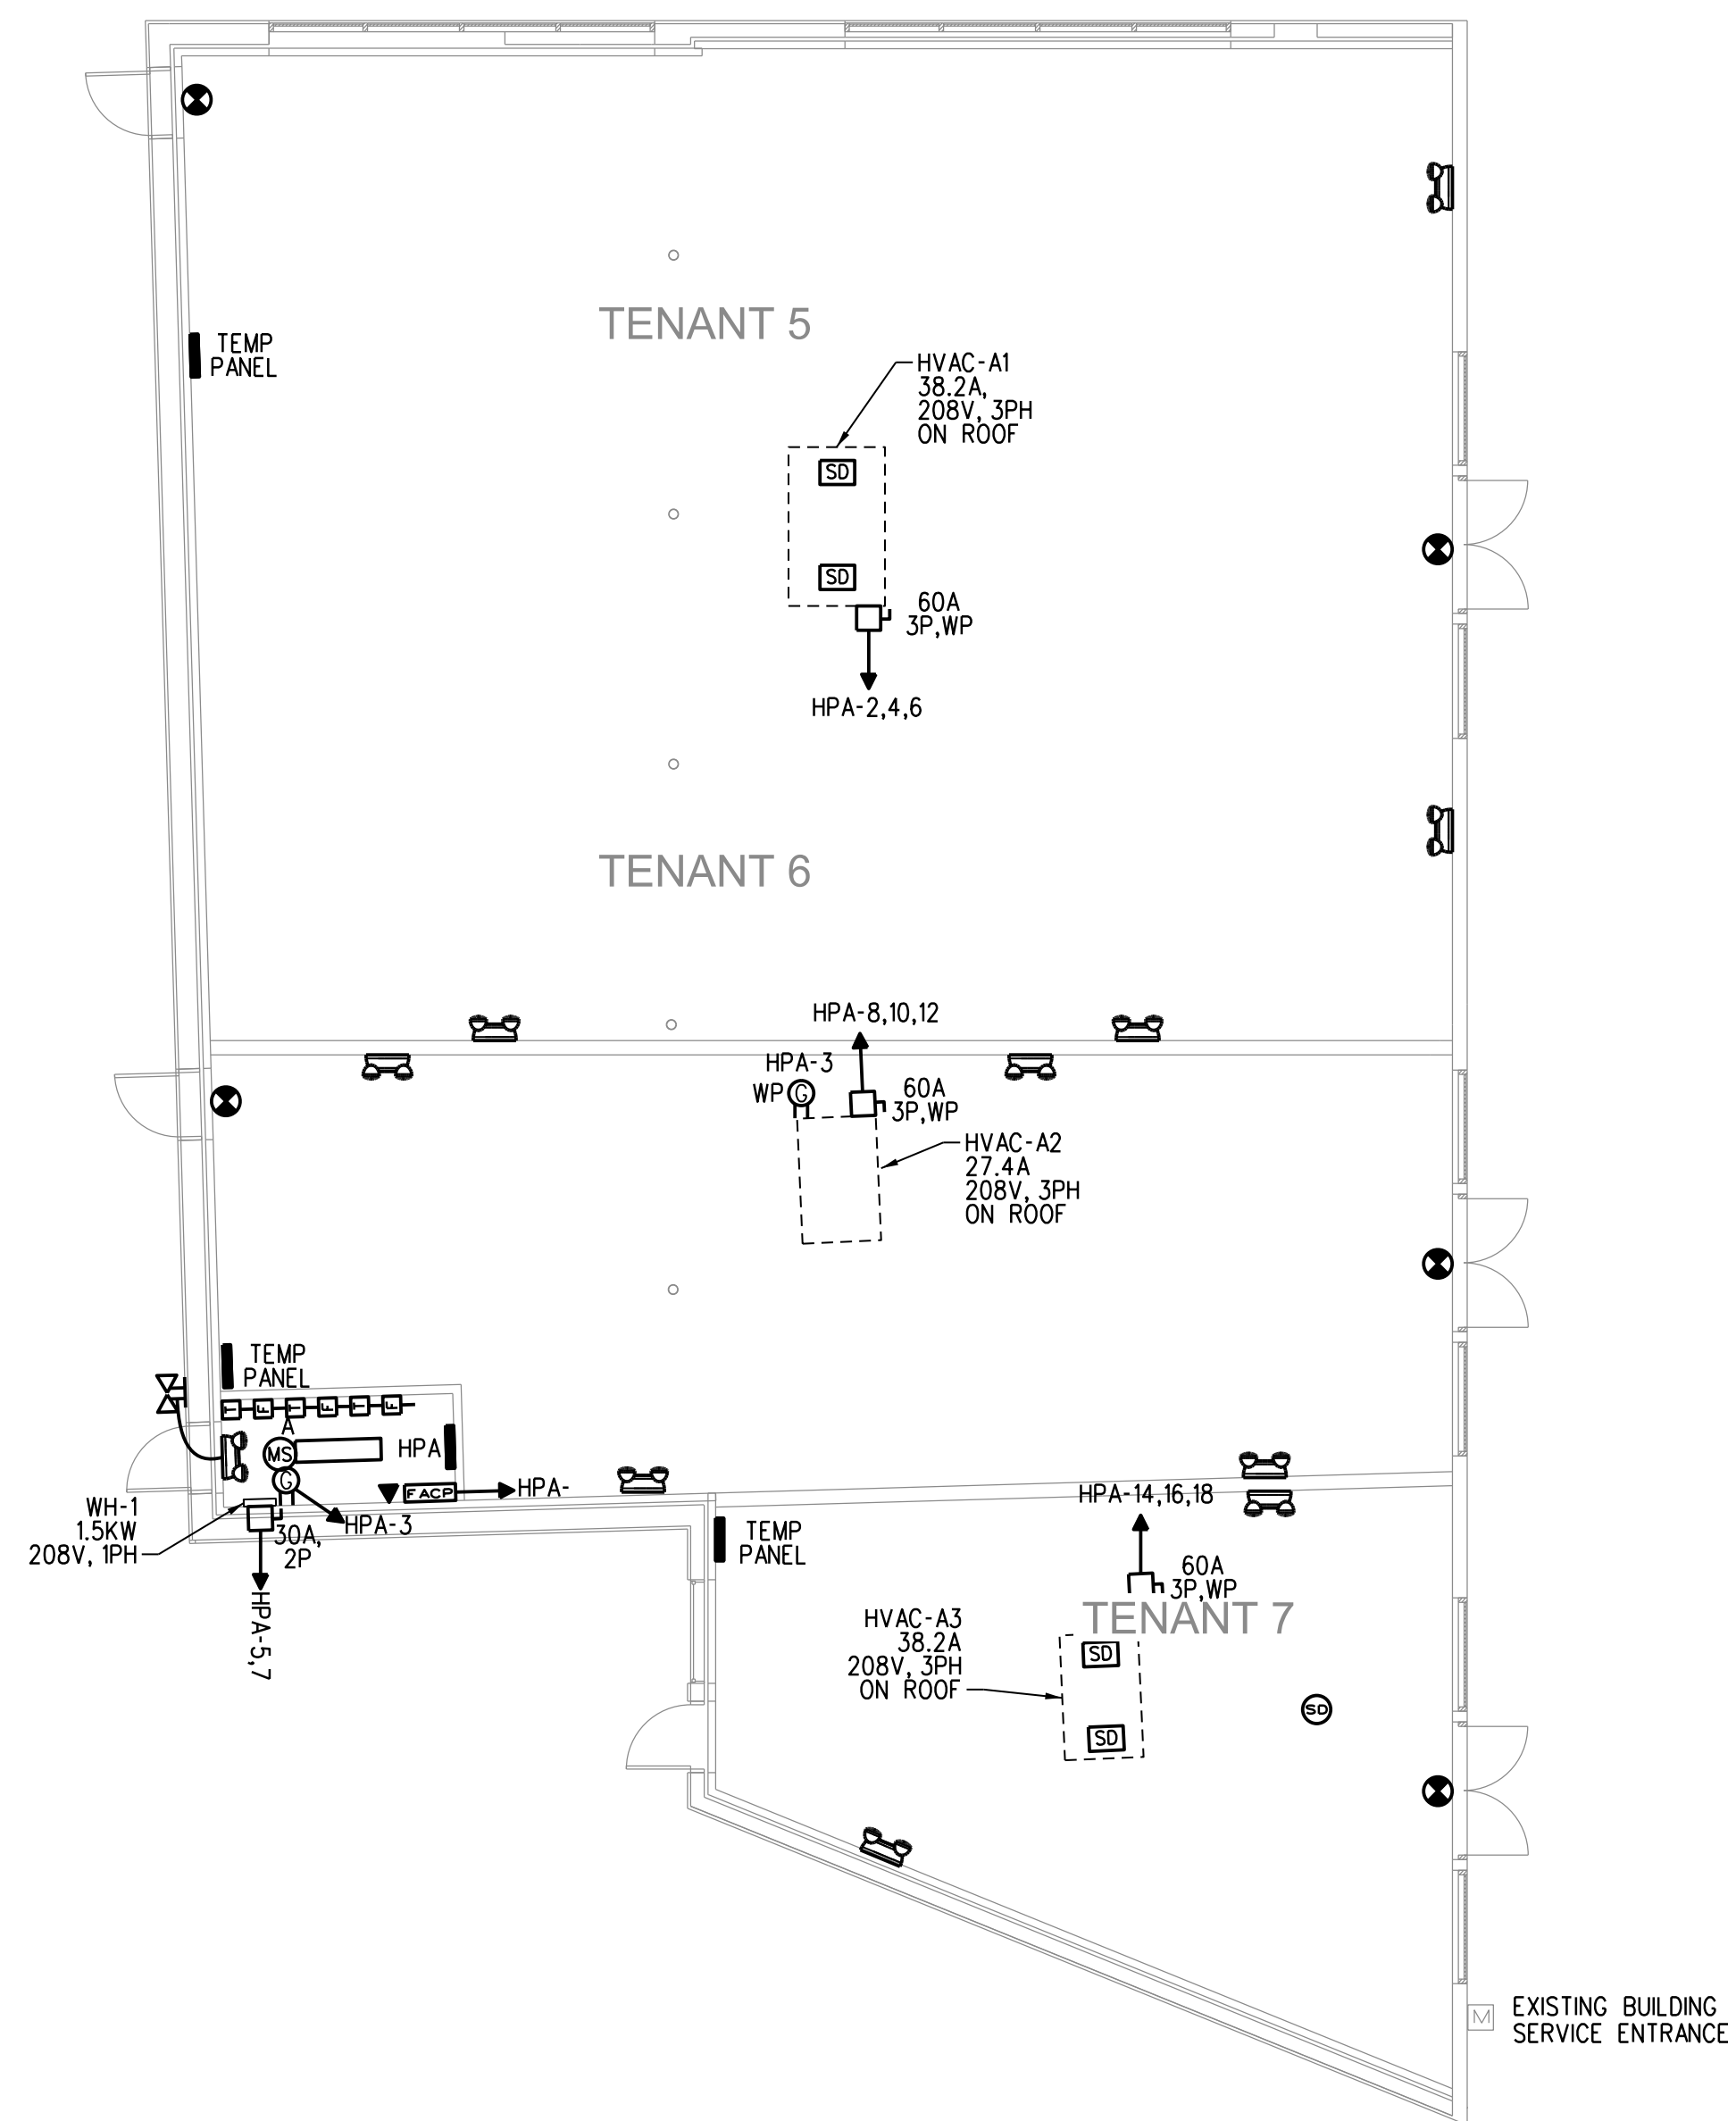 TENANT 5
TEMP
PANEL
HVAC-A1
38.2A,
208V, 3PH
ON ROOF
SD
SD
60A
3P,WP
HPA-2,4,6
TENANT 6
HPA-8,10,12
HPA-3
WP
G
60A
3P,WP
HVAC-A2
27.4A
208V, 3PH
ON ROOF
TEMP
PANEL
T
F
T
F
T
F
A
MS
HPA
G
FACP
HPA-
HPA-3
WH-1
1.5KW
208V, 1PH
30A,
2P
HPA-5,7
TEMP
PANEL
HPA-14,16,18
60A
3P,WP
TENANT 7
HVAC-A3
38.2A
208V, 3PH
ON ROOF
SD
SD
SD
M
EXISTING BUILDING
SERVICE ENTRANCE